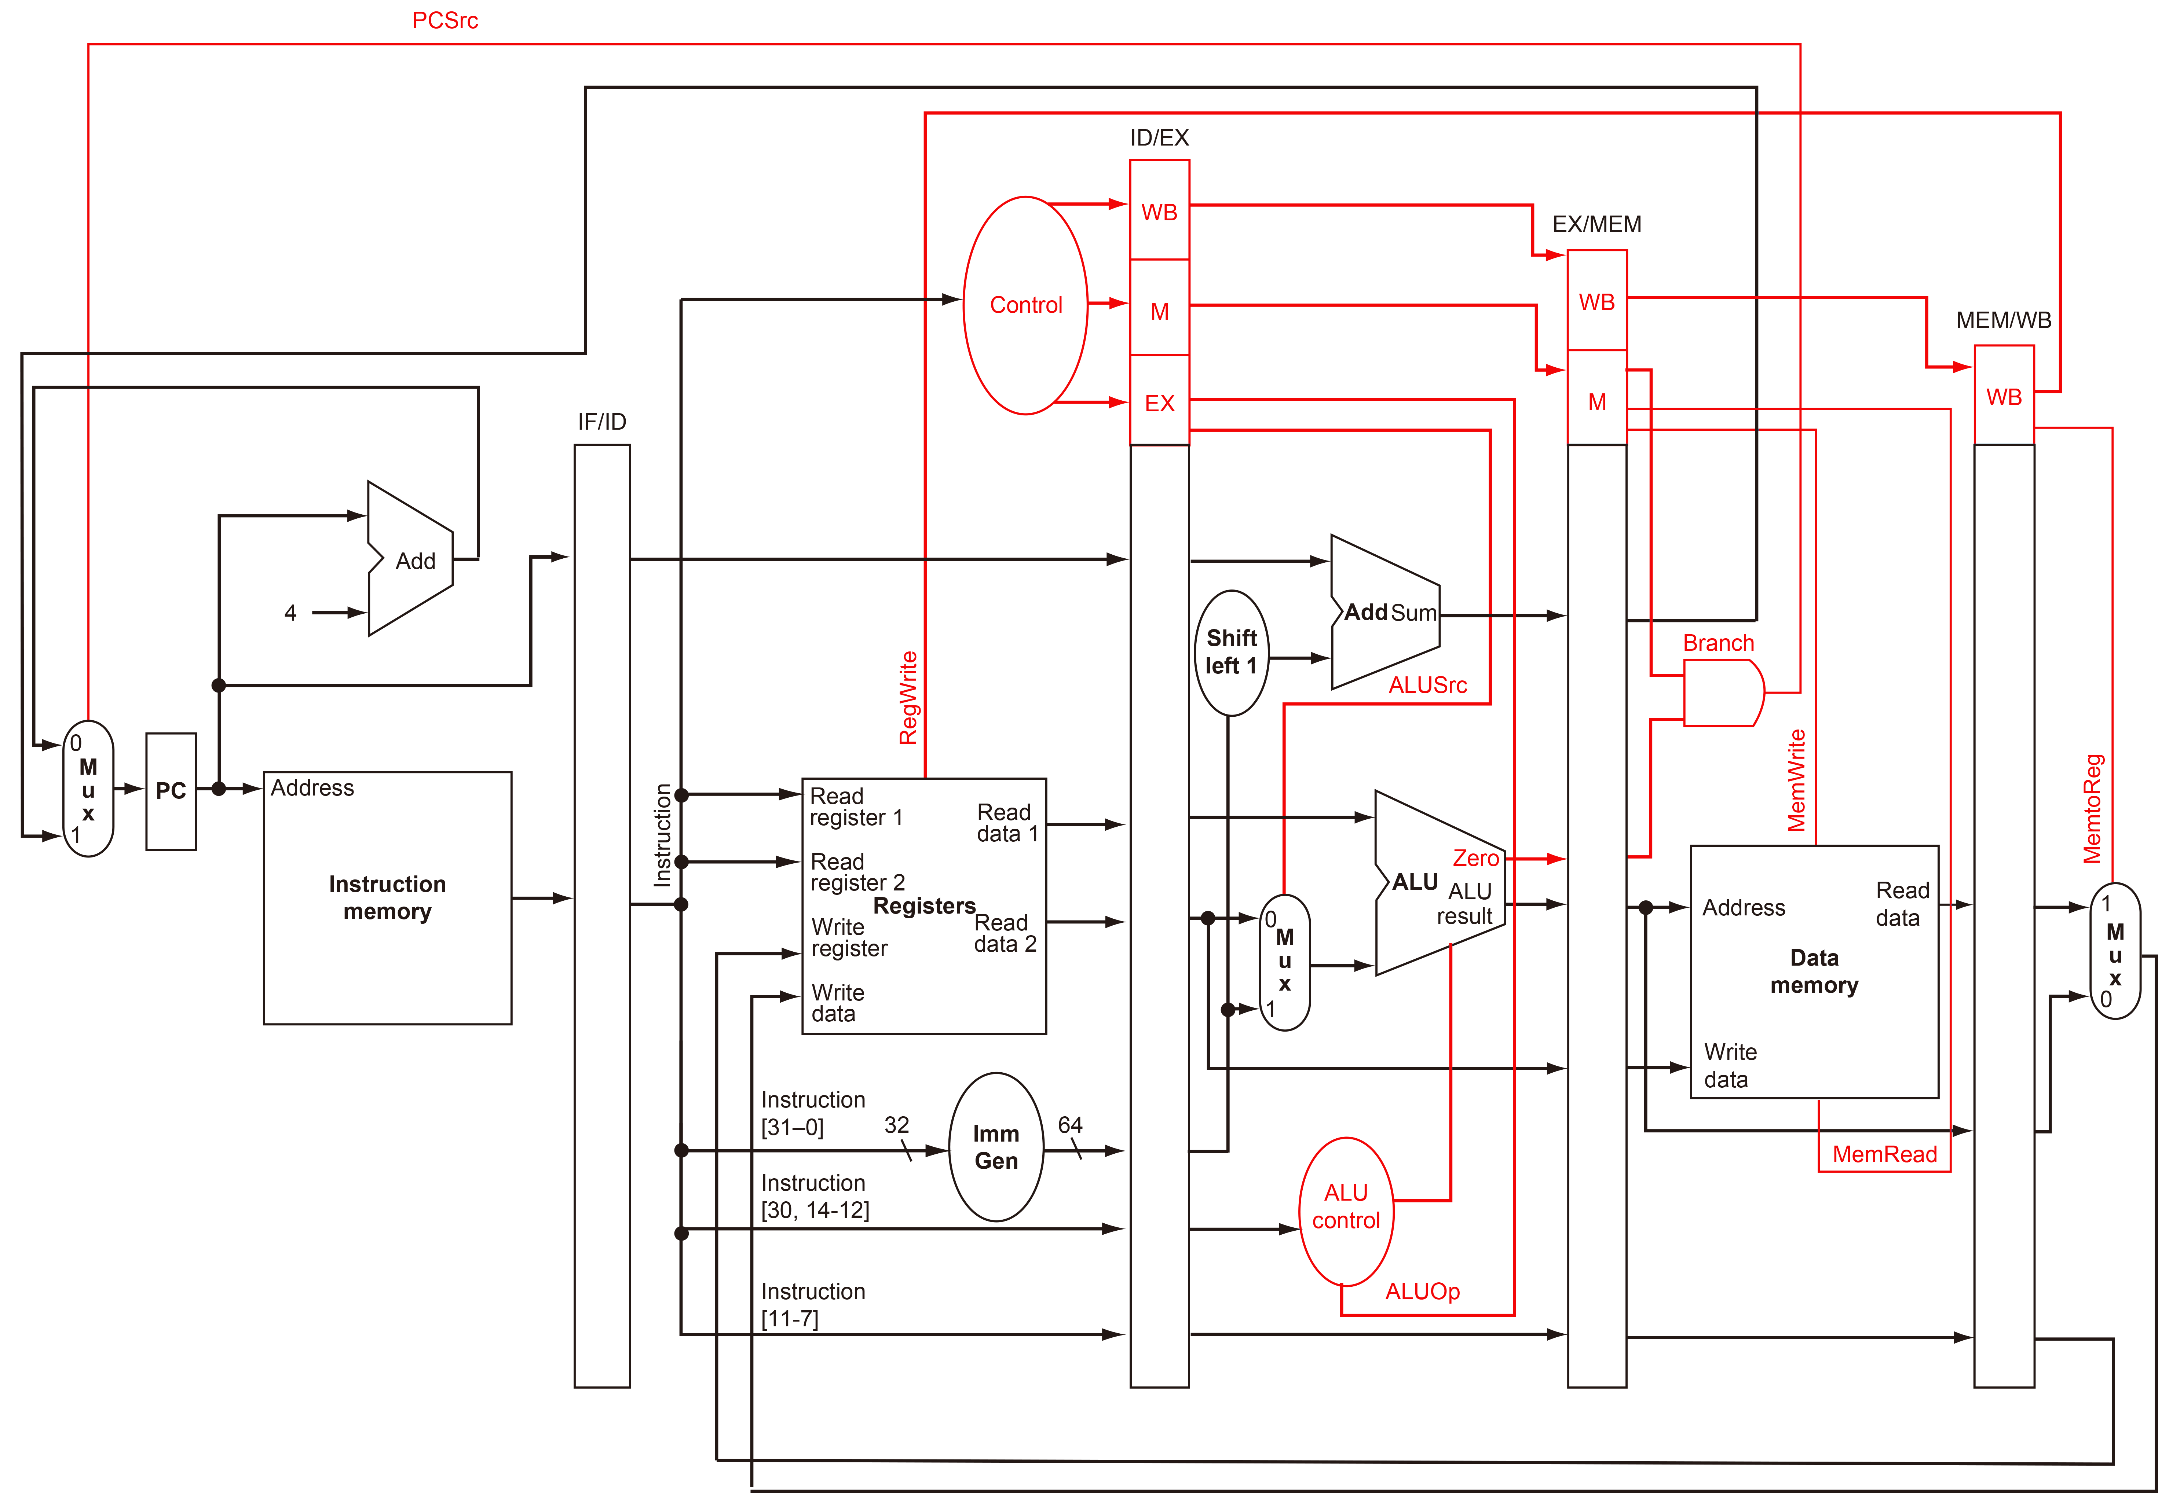 PCSrc
ID/EX
WB
EX/MEM
Control
M
WB
MEM/WB
EX
M
WB
IF/ID
Add
4
Shift
left 1
Add Sum
Branch
ALUSrc
RegWrite
MemWrite
MemtoReg
0
M
u
x
1
PC
Address
Instruction
memory
Instruction
Read
register 1
Read
register 2
Write
register
Write
data
Registers
Read
data 1
Read
data 2
0
M
u
x
1
Zero
ALU
ALU
result
Address
Read
data
Data
memory
Write
data
1
M
u
x
0
MemRead
Instruction
[31–0]
32
Imm
Gen
64
Instruction
[30, 14-12]
ALU
control
ALUOp
Instruction
[11-7]